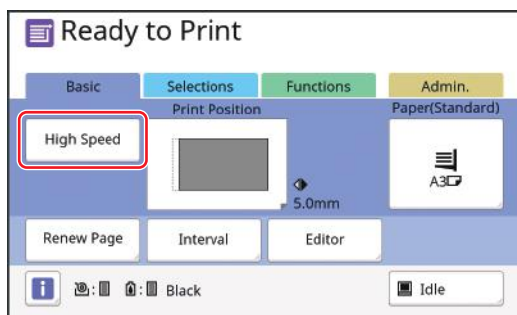 Ready to Print
Basic
Selections
Functions
Admin.
Print Position
Paper(Standard)
High Speed
5.0mm
A3
Renew Page
Interval
Editor
i
: : Black
Idle